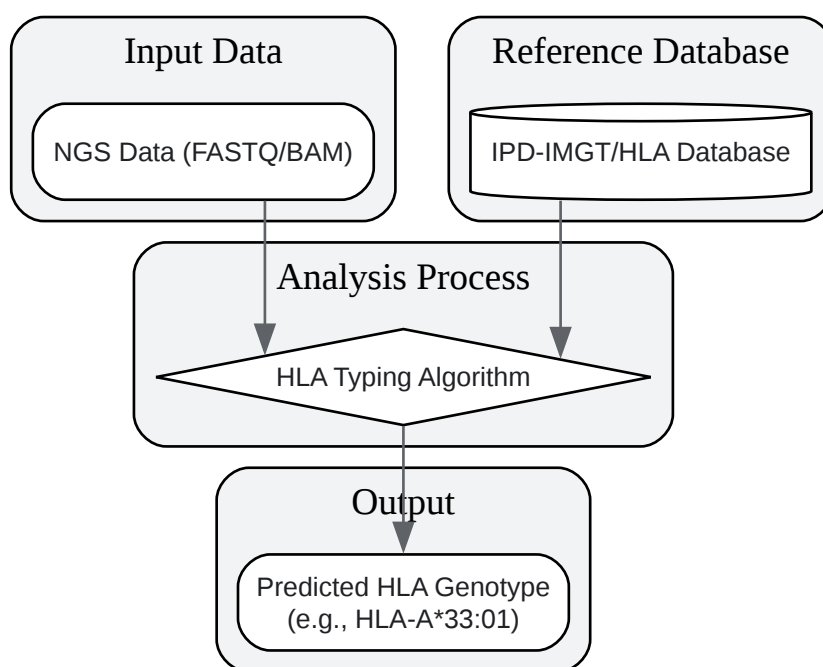 Input Data
NGS Data (FASTQ/BAM)
Reference Database
IPD-IMGT/HLA Database
Analysis Process
HLA Typing Algorithm
Output
Predicted HLA Genotype
(e.g., HLA-A*33:01)